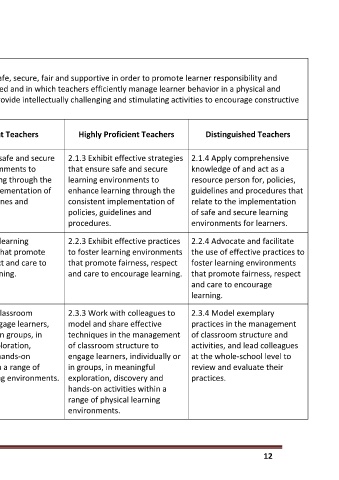 afe, secure, fair and supportive in order to promote learner responsibility and
ed and in which teachers efficiently manage learner behavior in a physical and
rovide intellectually challenging and stimulating activities to encourage constructive
t Teachers
Highly Proficient Teachers
Distinguished Teachers
safe and secure
nments to
ng through the
ementation of
nes and
2.1.3 Exhibit effective strategies
that ensure safe and secure
learning environments to
enhance learning through the
consistent implementation of
policies, guidelines and
procedures.
2.1.4 Apply comprehensive
knowledge of and act as a
resource person for, policies,
guidelines and procedures that
relate to the implementation
of safe and secure learning
environments for learners.
learning
hat promote
ct and care to
ning.
2.2.3 Exhibit effective practices
to foster learning environments
that promote fairness, respect
and care to encourage learning.
2.2.4 Advocate and facilitate
the use of effective practices to
foster learning environments
that promote fairness, respect
and care to encourage
learning.
classroom
gage learners,
n groups, in
loration,
hands-on
n a range of
ng environments.
2.3.3 Work with colleagues to
model and share effective
techniques in the management
of classroom structure to
engage learners, individually or
in groups, in meaningful
exploration, discovery and
hands-on activities within a
range of physical learning
environments.
2.3.4 Model exemplary
practices in the management
of classroom structure and
activities, and lead colleagues
at the whole-school level to
review and evaluate their
practices.
12